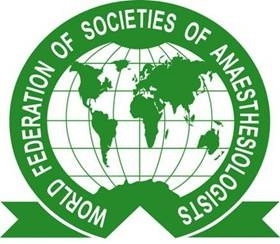 WORLD FEDERATION OF SOCIETIES OF ANAESTHESIOLOGISTS